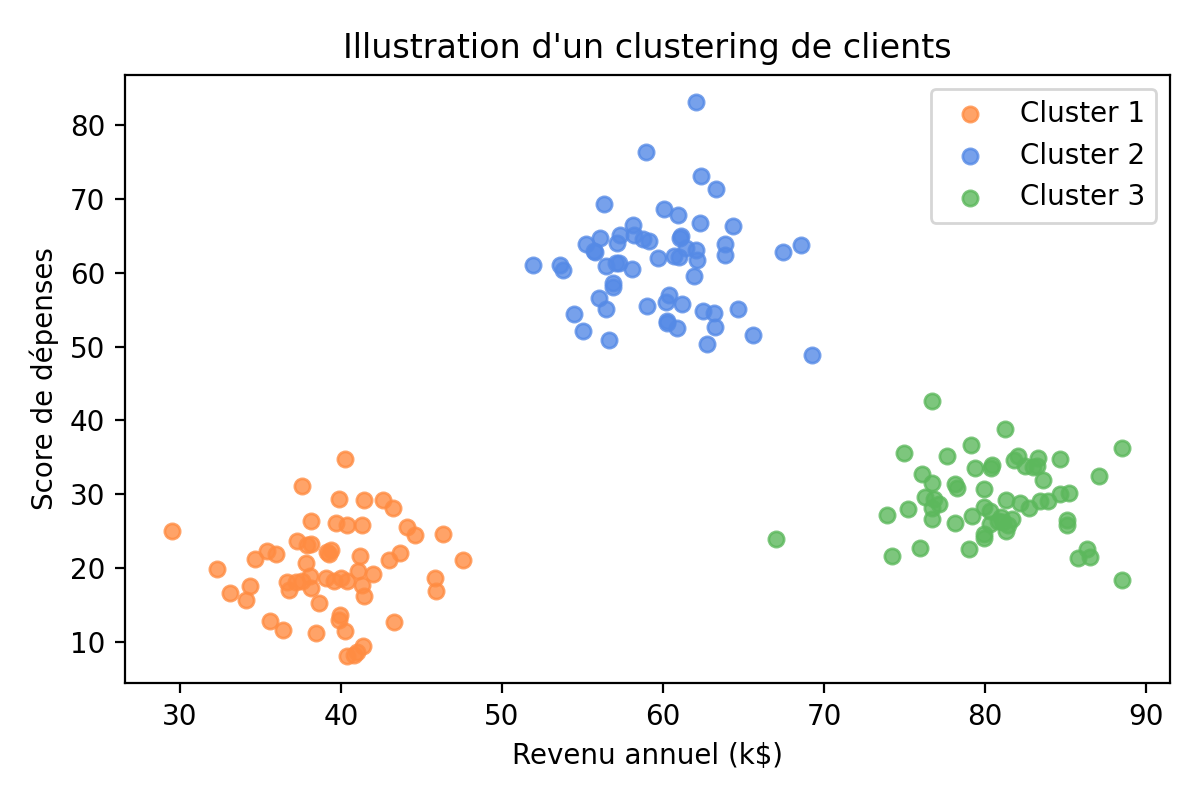 Illustration d'un clustering de clients
Cluster 1
Cluster 2
Cluster 3
Score de dépenses
80
70
60
50
40
30
20
10
30 40 50 60 70 80 90
Revenu annuel (k$)